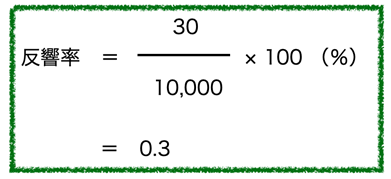 30
反響率 = ―――― × 100 （%）
10,000
= 0.3